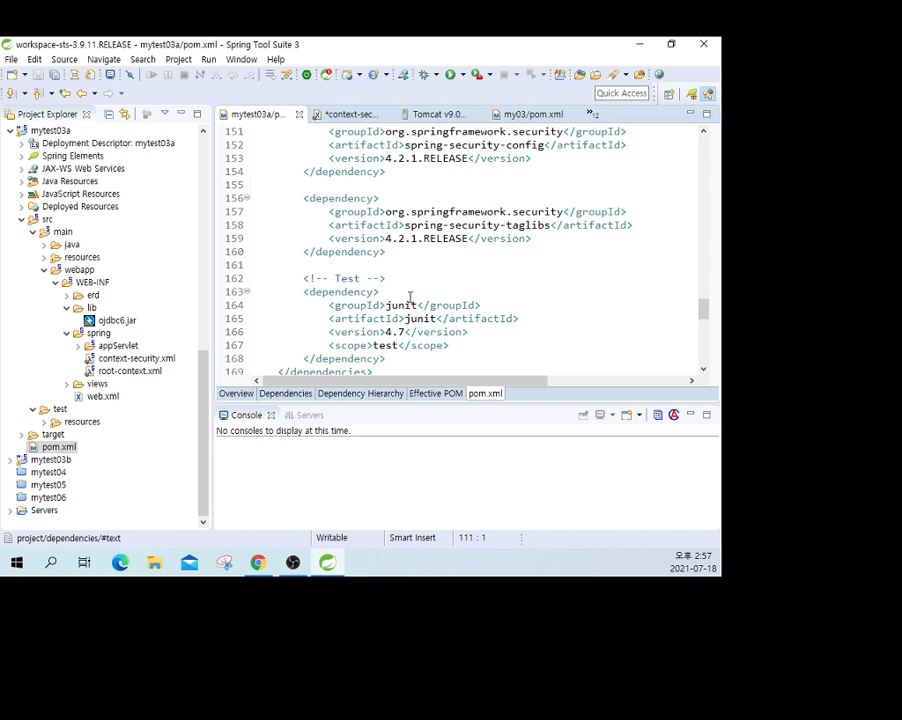 workspace-sts-3.9.11.RELEASE - mytest03a/pom.xml - Spring Tool Suite 3
File Edit Source Navigate Search Project Run Window Help
Quick Access
Project Explorer
mytest03a
Deployment Descriptor: mytest03a
Spring Elements
JAX-WS Web Services
Java Resources
JavaScript Resources
Deployed Resources
src
main
java
resources
webapp
WEB-INF
erd
lib
ojdbc6.jar
spring
appServlet
context-security.xml
root-context.xml
views
web.xml
test
resources
target
pom.xml
mytest03b
mytest04
mytest05
mytest06
Servers
mytest03a/p... *context-sec... Tomcat v9.0... my03/pom.xml »12
151 <groupId>org.springframework.security</groupId>
152 <artifactId>spring-security-config</artifactId>
153 <version>4.2.1.RELEASE</version>
154 </dependency>
155
156 <dependency>
157 <groupId>org.springframework.security</groupId>
158 <artifactId>spring-security-taglibs</artifactId>
159 <version>4.2.1.RELEASE</version>
160 </dependency>
161
162 <!-- Test -->
163 <dependency>
164 <groupId>junit</groupId>
165 <artifactId>junit</artifactId>
166 <version>4.7</version>
167 <scope>test</scope>
168 </dependency>
169 </dependencies>
Overview Dependencies Dependency Hierarchy Effective POM pom.xml
Console Servers
No consoles to display at this time.
project/dependencies/#text Writable Smart Insert 111 : 1
오후 2:57
2021-07-18